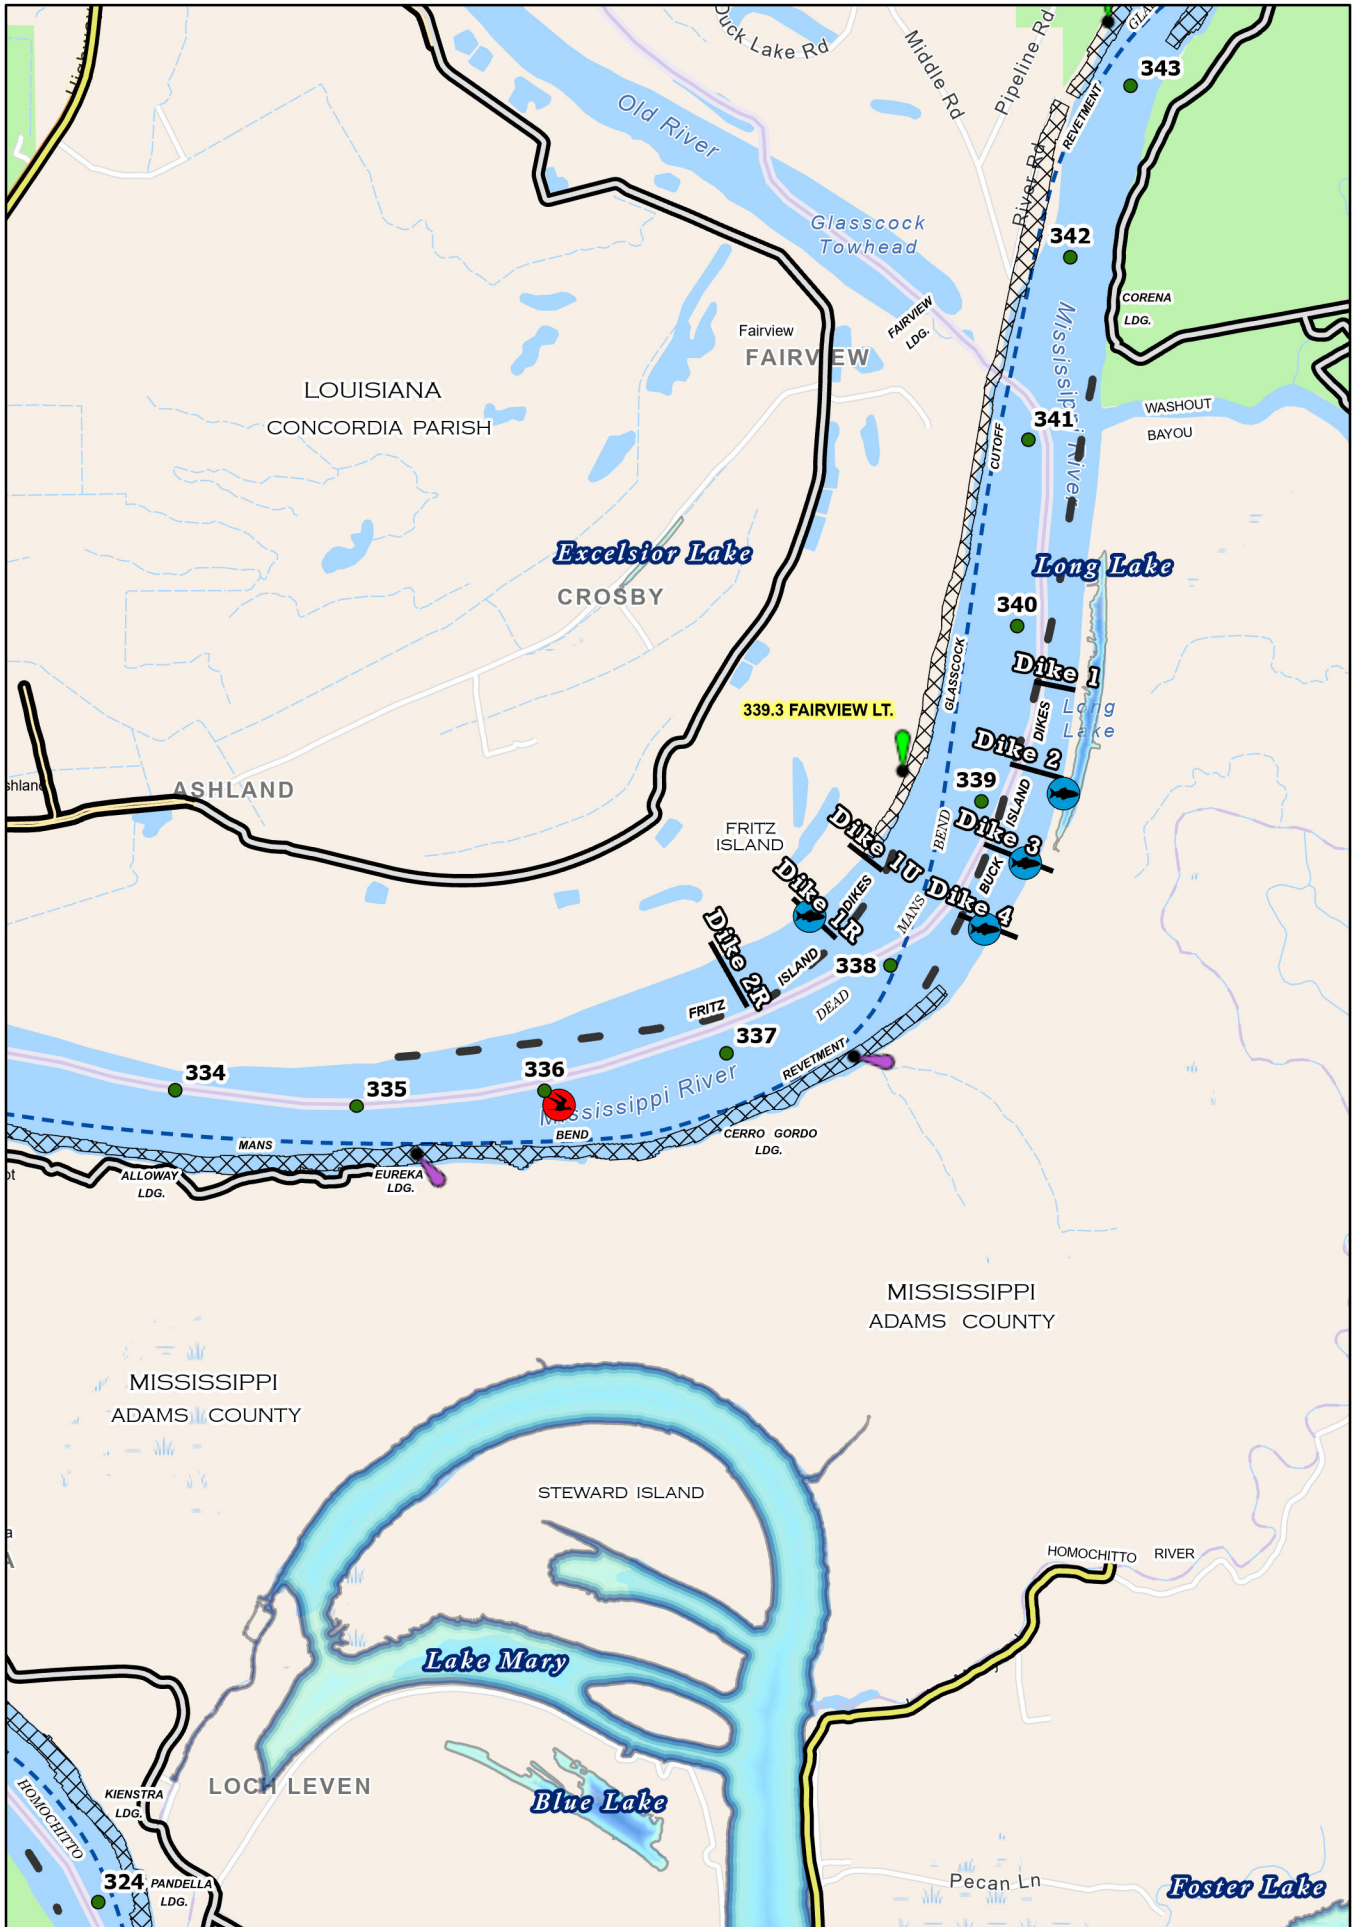 Duck Lake Rd
Middle Rd
Pipeline Rd
343
REVETMENT
Old River
River Rd
Glasscock
Towhead
342
CORENA
LDG.
FAIRVIEW
LDG.
Mississippi River
Fairview
FAIRVIEW
LOUISIANA
CONCORDIA PARISH
WASHOUT
BAYOU
341
CUTOFF
Excelsior Lake
Long Lake
CROSBY
340
GLASSCOCK
Dike 1
Long
Lake
DIKES
339.3 FAIRVIEW LT.
Dike 2
339
ISLAND
ASHLAND
FRITZ
ISLAND
BEND
Dike 3
Dike 1U
BUCK
Dike 4
DIKES
Dike 1R
MANS
Dike 2R
338
ISLAND
FRITZ
DEAD
337
REVETMENT
334
335
336
Mississippi River
BEND
CERRO GORDO
LDG.
MANS
ALLOWAY
LDG.
EUREKA
LDG.
MISSISSIPPI
ADAMS COUNTY
MISSISSIPPI
ADAMS COUNTY
STEWARD ISLAND
HOMOCHITTO RIVER
Lake Mary
LOCH LEVEN
Blue Lake
KIENSTRA
LDG.
HOMOCHITTO
324
PANDELLA
LDG.
Pecan Ln
Foster Lake